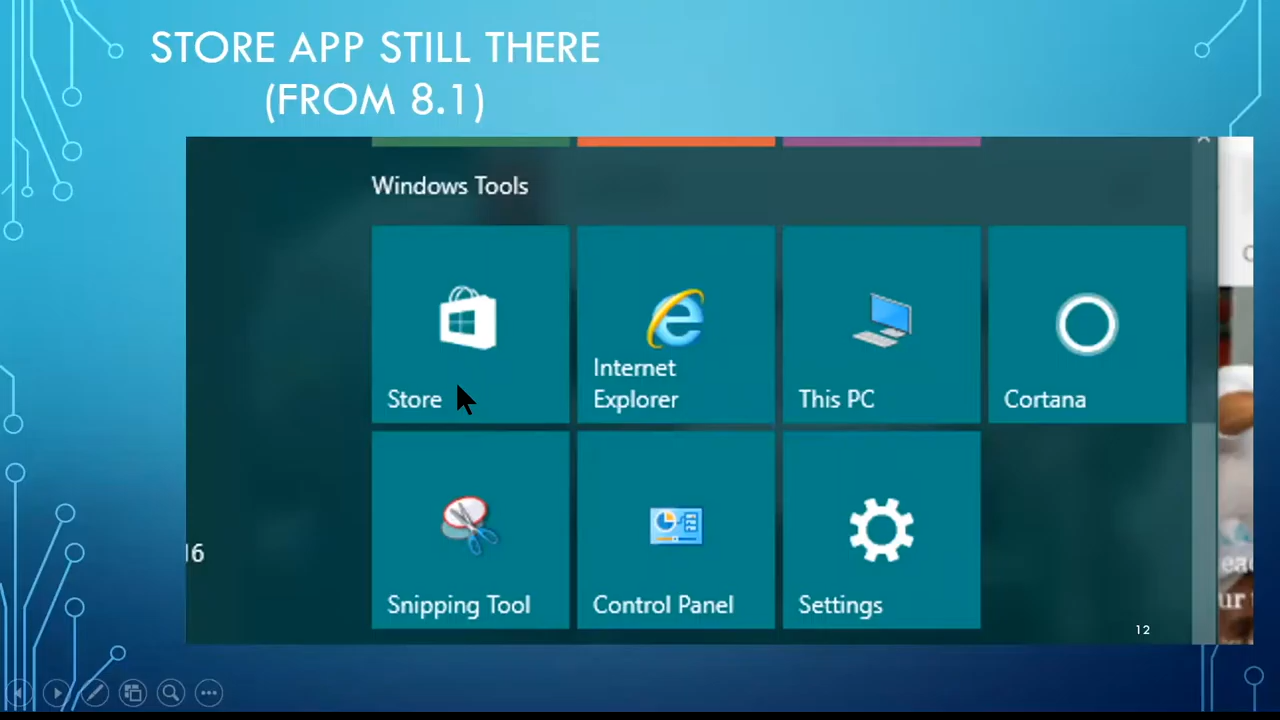 STORE APP STILL THERE
(FROM 8.1)
Windows Tools
Store
Internet
Explorer
This PC
Cortana
16
Snipping Tool
Control Panel
Settings
12